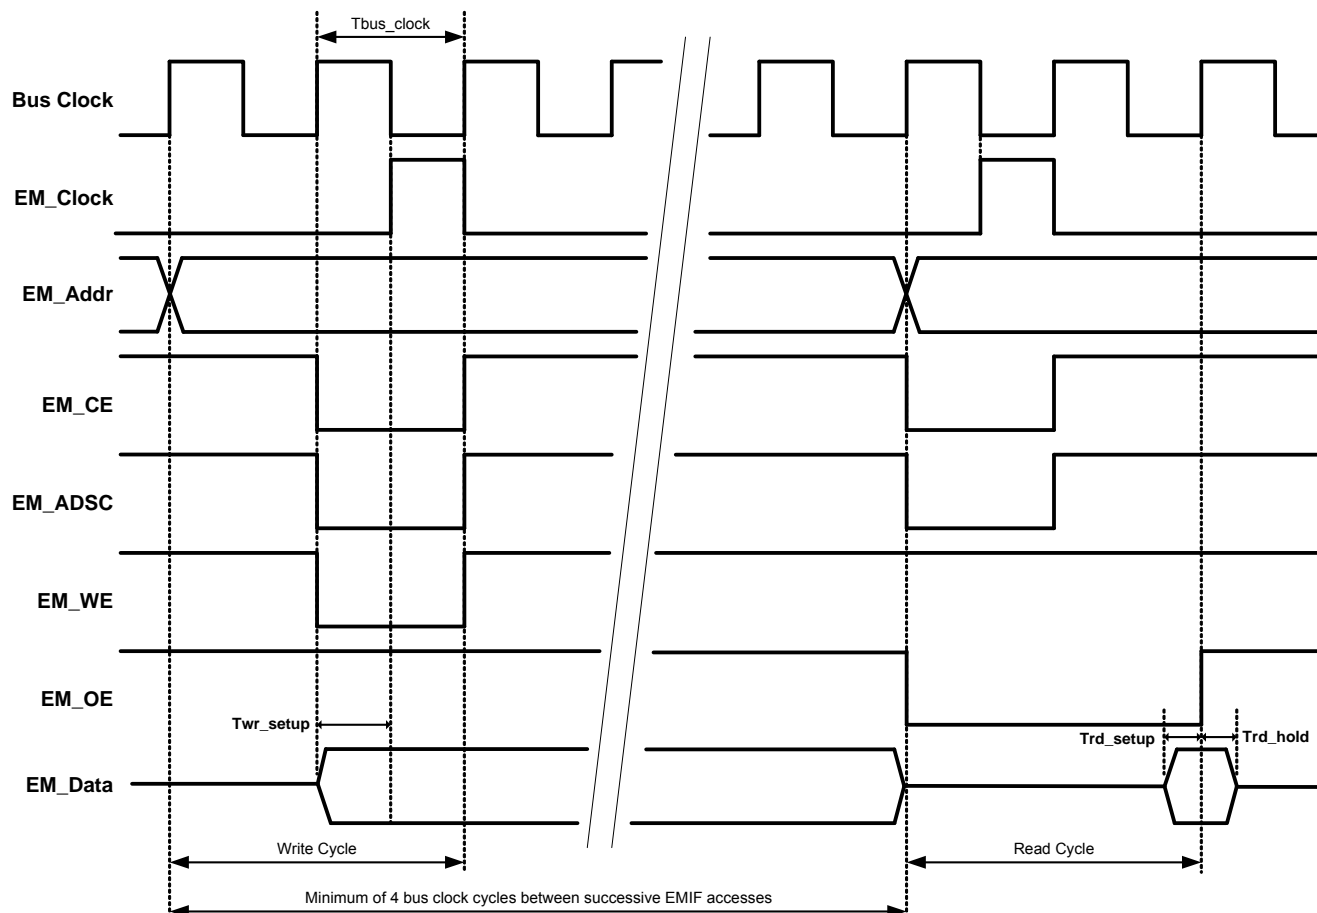 Tbus_clock
Bus Clock
EM_Clock
EM_Addr
EM_CE
EM_ADSC
EM_WE
EM_OE
Twr_setup
Trd_setup
Trd_hold
EM_Data
Write Cycle
Read Cycle
Minimum of 4 bus clock cycles between successive EMIF accesses